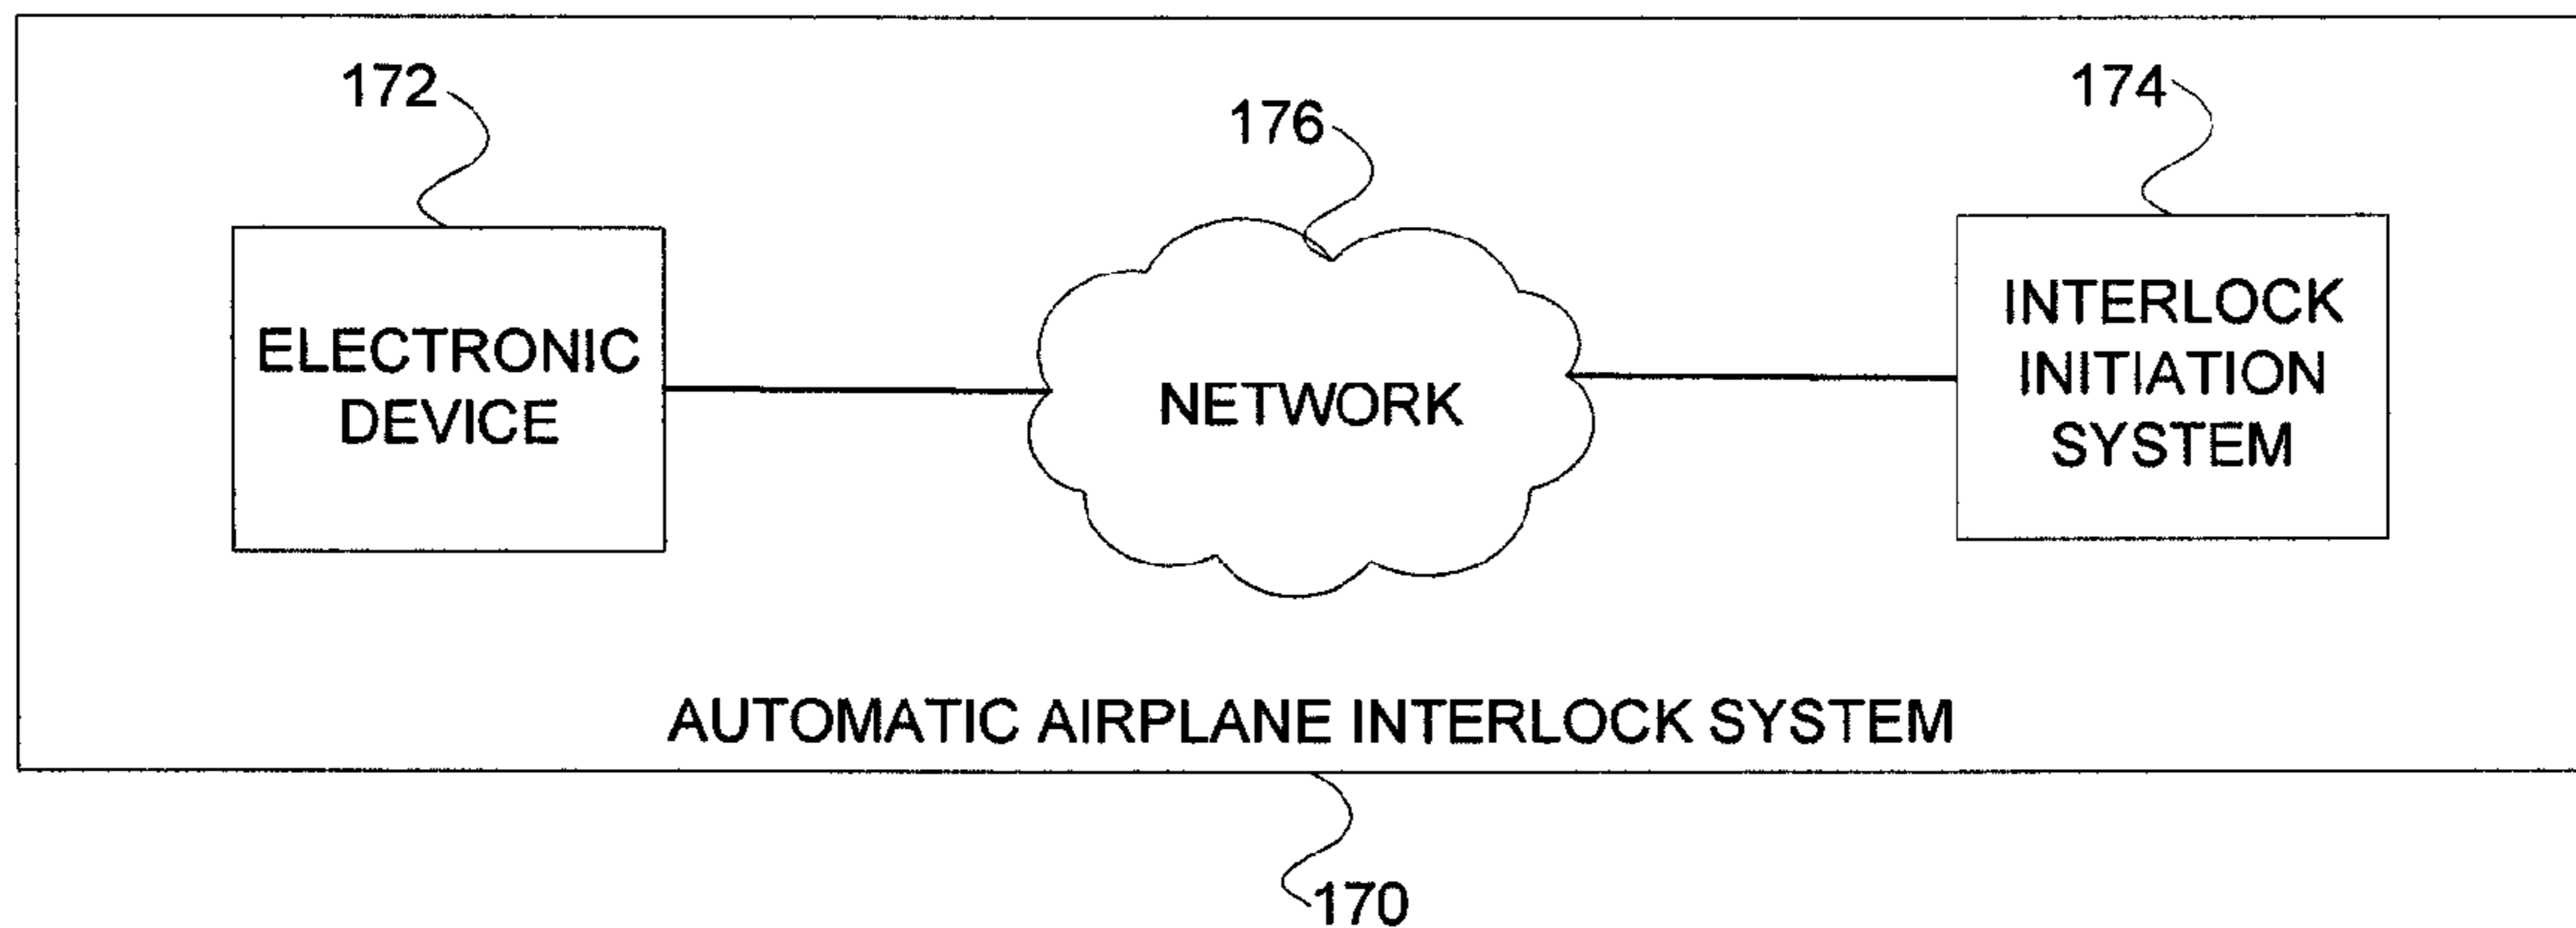 172
176
174
ELECTRONIC
DEVICE
NETWORK
INTERLOCK
INITIATION
SYSTEM
AUTOMATIC AIRPLANE INTERLOCK SYSTEM
170